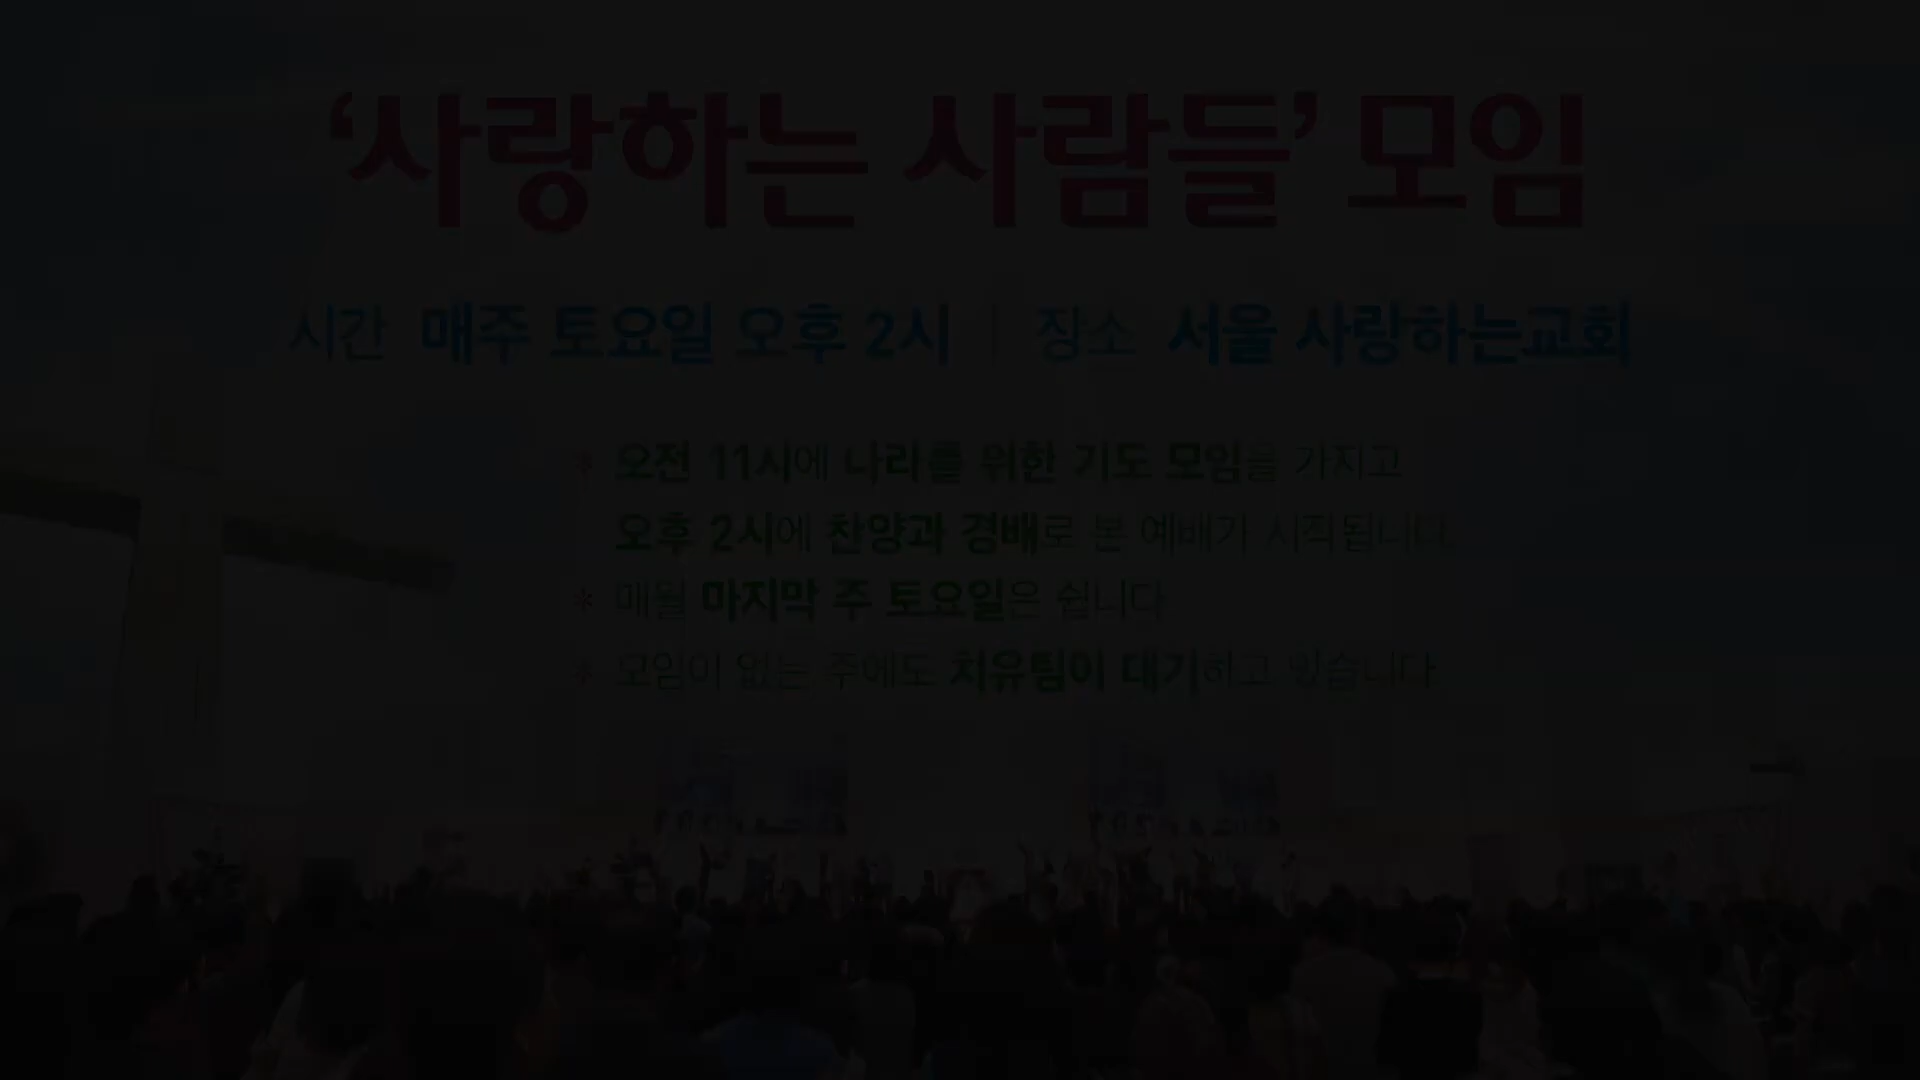 ‘사랑하는 사람들’ 모임
시간 매주 토요일 오후 2시 | 장소 서울 사랑하는교회
* 오전 11시에 나라를 위한 기도 모임을 가지고
오후 2시에 찬양과 경배로 본 예배가 시작됩니다.
* 매월 마지막 주 토요일은 쉽니다.
* 모임이 없는 주에도 치유팀이 대기하고 있습니다.